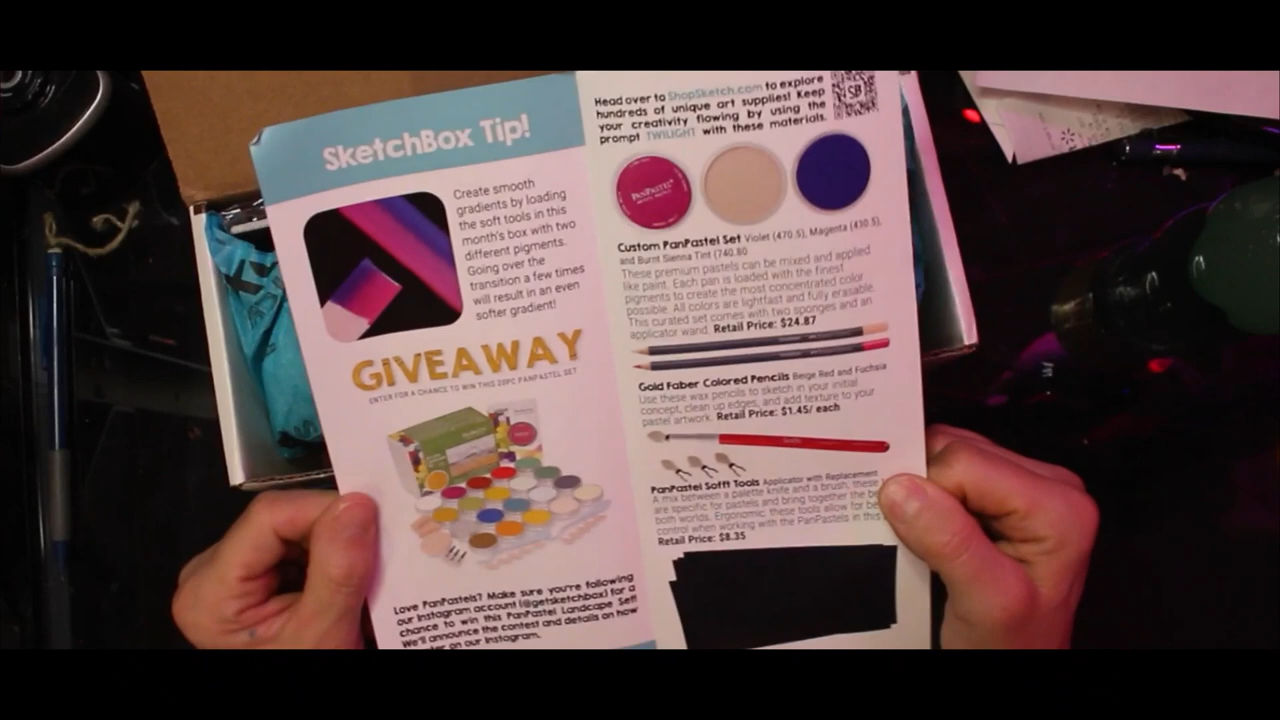 SketchBox Tip!
Create smooth
gradients by loading
the soft tools in this
month's box with two
different pigments.
Going over the
transition a few times
will result in an even
softer gradient!
GIVEAWAY
ENTER FOR A CHANCE TO WIN THIS 20PC PANPASTEL SET
Love PanPastels? Make sure you're following
our Instagram account (@getsketchbox) for a
chance to win this PanPastel Landscape Set!
We'll announce the contest and details on how
on our Instagram.
Head over to ShopSketch.com to explore
hundreds of unique art supplies! Keep
your creativity flowing by using the
prompt TWILIGHT with these materials.
SB
PANPASTEL
Custom PanPastel Set Violet (470.5), Magenta (430.5),
and Burnt Sienna Tint (740.80
These premium pastels can be mixed and applied
like paint. Each pan is loaded with the finest
pigments to create the most concentrated color
possible. All colors are lightfast and fully erasable.
This curated set comes with two sponges and an
applicator wand. Retail Price: $24.87
Gold Faber Colored Pencils Beige Red and Fuchsia
Use these wax pencils to sketch in your initial
concept, clean up edges, and add texture to your
pastel artwork. Retail Price: $1.45/ each
PanPastel Sofft Tools Applicator with Replacement
A mix between a palette knife and a brush, these
are specific for pastels and bring together the be
both worlds. Ergonomic, these tools allow for be
control when working with the PanPastels in this
Retail Price: $8.35